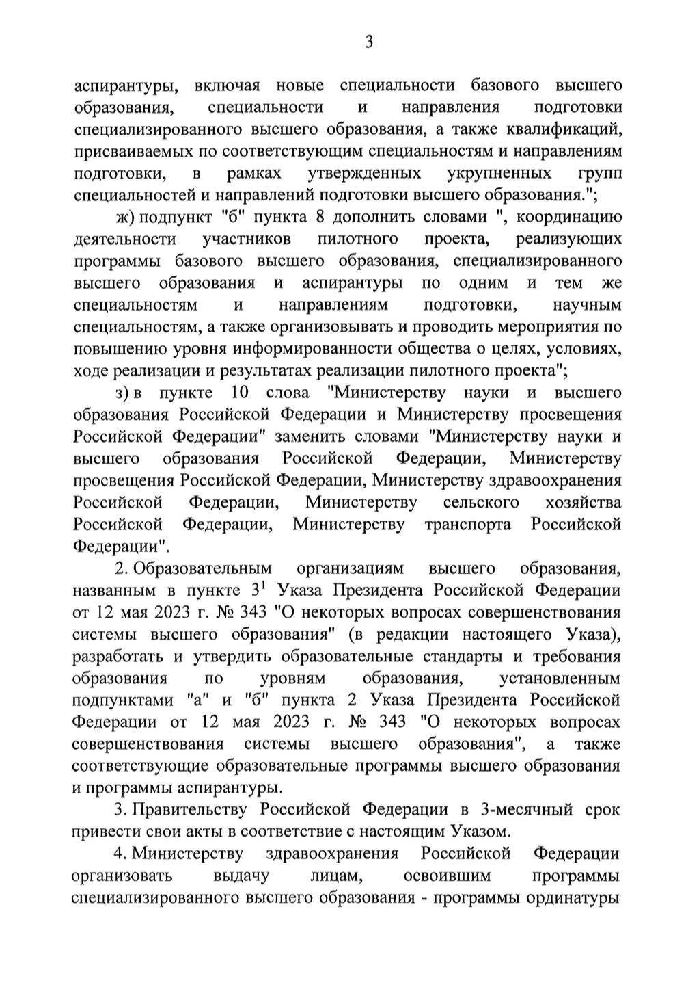 3
аспирантуры, включая новые специальности базового высшего
образования, специальности и направления подготовки
специализированного высшего образования, а также квалификаций,
присваиваемых по соответствующим специальностям и направлениям
подготовки, в рамках утвержденных укрупненных групп
специальностей и направлений подготовки высшего образования.";
ж) подпункт "б" пункта 8 дополнить словами ", координацию
деятельности участников пилотного проекта, реализующих
программы базового высшего образования, специализированного
высшего образования и аспирантуры по одним и тем же
специальностям и направлениям подготовки, научным
специальностям, а также организовывать и проводить мероприятия по
повышению уровня информированности общества о целях, условиях,
ходе реализации и результатах реализации пилотного проекта";
з) в пункте 10 слова "Министерству науки и высшего
образования Российской Федерации и Министерству просвещения
Российской Федерации" заменить словами "Министерству науки и
высшего образования Российской Федерации, Министерству
просвещения Российской Федерации, Министерству здравоохранения
Российской Федерации, Министерству сельского хозяйства
Российской Федерации, Министерству транспорта Российской
Федерации".
2. Образовательным организациям высшего образования,
названным в пункте 3¹ Указа Президента Российской Федерации
от 12 мая 2023 г. № 343 "О некоторых вопросах совершенствования
системы высшего образования" (в редакции настоящего Указа),
разработать и утвердить образовательные стандарты и требования
образования по уровням образования, установленным
подпунктами "а" и "б" пункта 2 Указа Президента Российской
Федерации от 12 мая 2023 г. № 343 "О некоторых вопросах
совершенствования системы высшего образования", а также
соответствующие образовательные программы высшего образования
и программы аспирантуры.
3. Правительству Российской Федерации в 3-месячный срок
привести свои акты в соответствие с настоящим Указом.
4. Министерству здравоохранения Российской Федерации
организовать выдачу лицам, освоившим программы
специализированного высшего образования - программы ординатуры